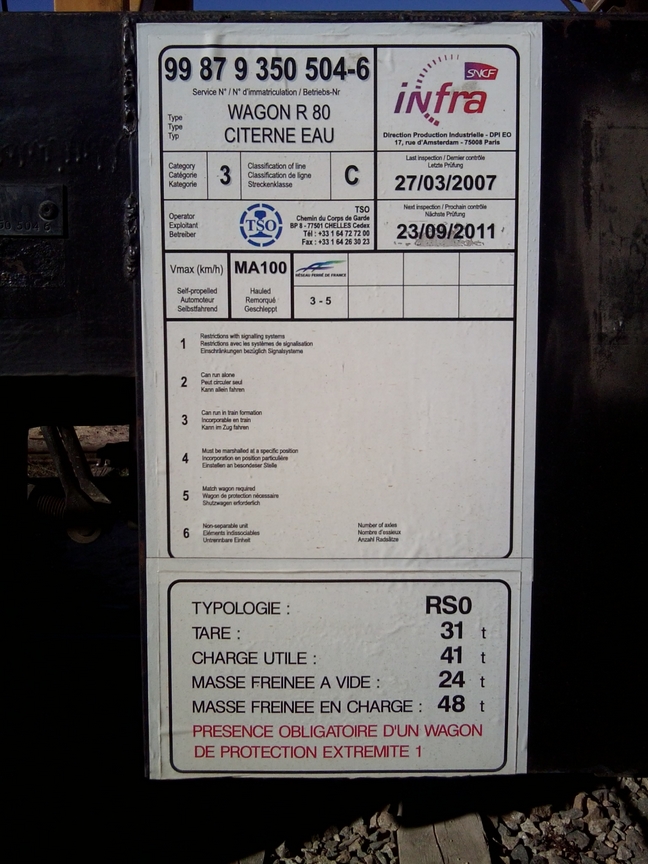 99 87 9 350 504-6
Service N° / N° d'immatriculation / Betriebs-Nr
Type
Type
Typ
WAGON R 80
CITERNE EAU
SNCF
infra
Direction Production Industrielle - DPI EO
17, rue d'Amsterdam - 75008 Paris
Category
Catégorie
Kategorie
3
Classification of line
Classification de ligne
Streckenklasse
C
Last inspection / Dernier contrôle
Letzte Prüfung
27/03/2007
Operator
Exploitant
Betreiber
TSO
TSO
Chemin du Corps de Garde
BP 8 - 77501 CHELLES Cedex
Tél : +33 1 64 72 72 00
Fax : +33 1 64 26 30 23
Next inspection / Prochain contrôle
Nächste Prüfung
23/09/2011
Vmax (km/h)
MA100
RÉSEAU FERRÉ DE FRANCE
Self-propelled
Automoteur
Selbstfahrend
Hauled
Remorqué
Geschleppt
3 - 5
1
Restrictions with signalling systems
Restrictions avec les systèmes de signalisation
Einschränkungen bezüglich Signalsysteme
2
Can run alone
Peut circuler seul
Kann allein fahren
3
Can run in train formation
Incorporable en train
Kann im Zug fahren
4
Must be marshalled at a specific position
Incorporation en position particulière
Einstellen an besonderer Stelle
5
Match wagon required
Wagon de protection nécessaire
Shutzwagen erforderlich
6
Non-separable unit
Eléments indissociables
Untrennbare Einheit
Number of axles
Nombre d'essieux
Anzahl Radsätze
TYPOLOGIE : RS0
TARE : 31 t
CHARGE UTILE : 41 t
MASSE FREINEE A VIDE : 24 t
MASSE FREINEE EN CHARGE : 48 t
PRESENCE OBLIGATOIRE D'UN WAGON
DE PROTECTION EXTREMITE 1